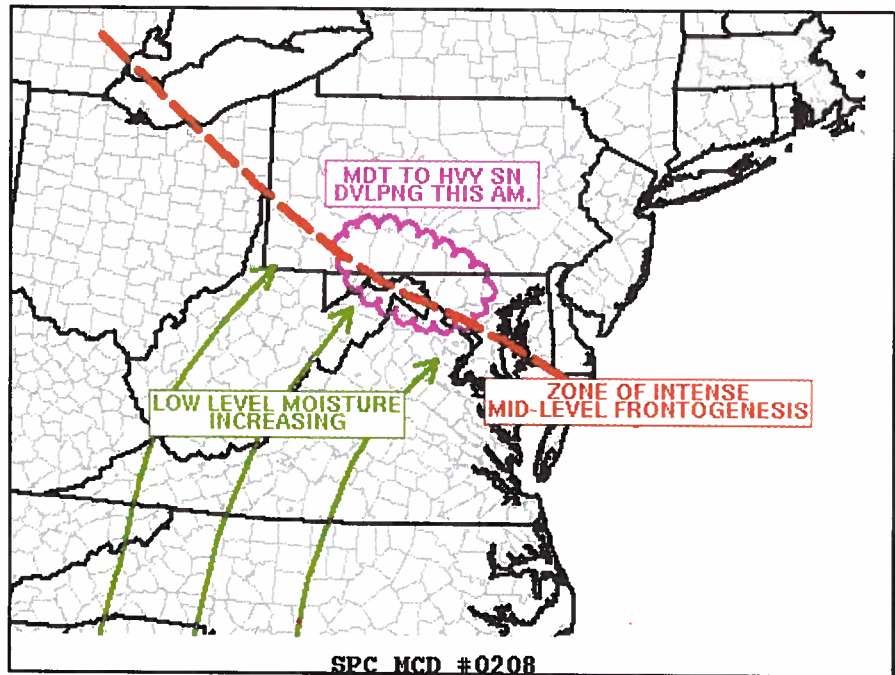 MDT TO HVY SN
DVLPNG THIS AM.
LOW LEVEL MOISTURE
INCREASING
ZONE OF INTENSE
MID-LEVEL FRONTOGENESIS
SPC MCD #0208